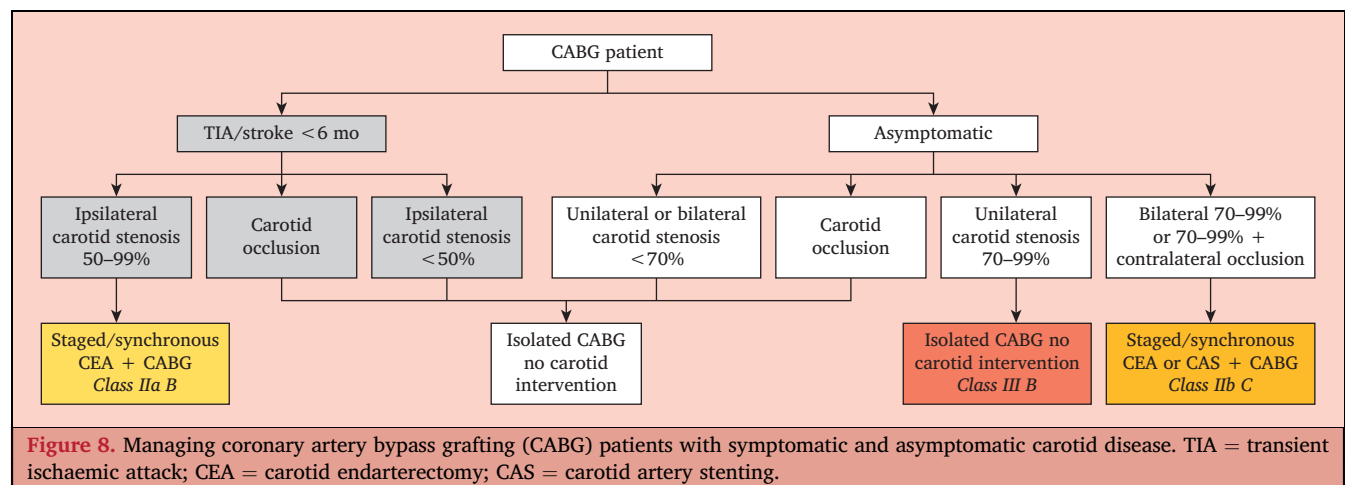 CABG patient
TIA/stroke <6 mo
Asymptomatic
Ipsilateral
carotid stenosis
50–99%
Carotid
occlusion
Ipsilateral
carotid stenosis
<50%
Unilateral or bilateral
carotid stenosis
<70%
Carotid
occlusion
Unilateral
carotid stenosis
70–99%
Bilateral 70–99%
or 70–99% +
contralateral occlusion
Staged/synchronous
CEA + CABG
Class IIa B
Isolated CABG
no carotid
intervention
Isolated CABG no
carotid intervention
Class III B
Staged/synchronous
CEA or CAS + CABG
Class IIb C
Figure 8. Managing coronary artery bypass grafting (CABG) patients with symptomatic and asymptomatic carotid disease. TIA = transient
ischaemic attack; CEA = carotid endarterectomy; CAS = carotid artery stenting.